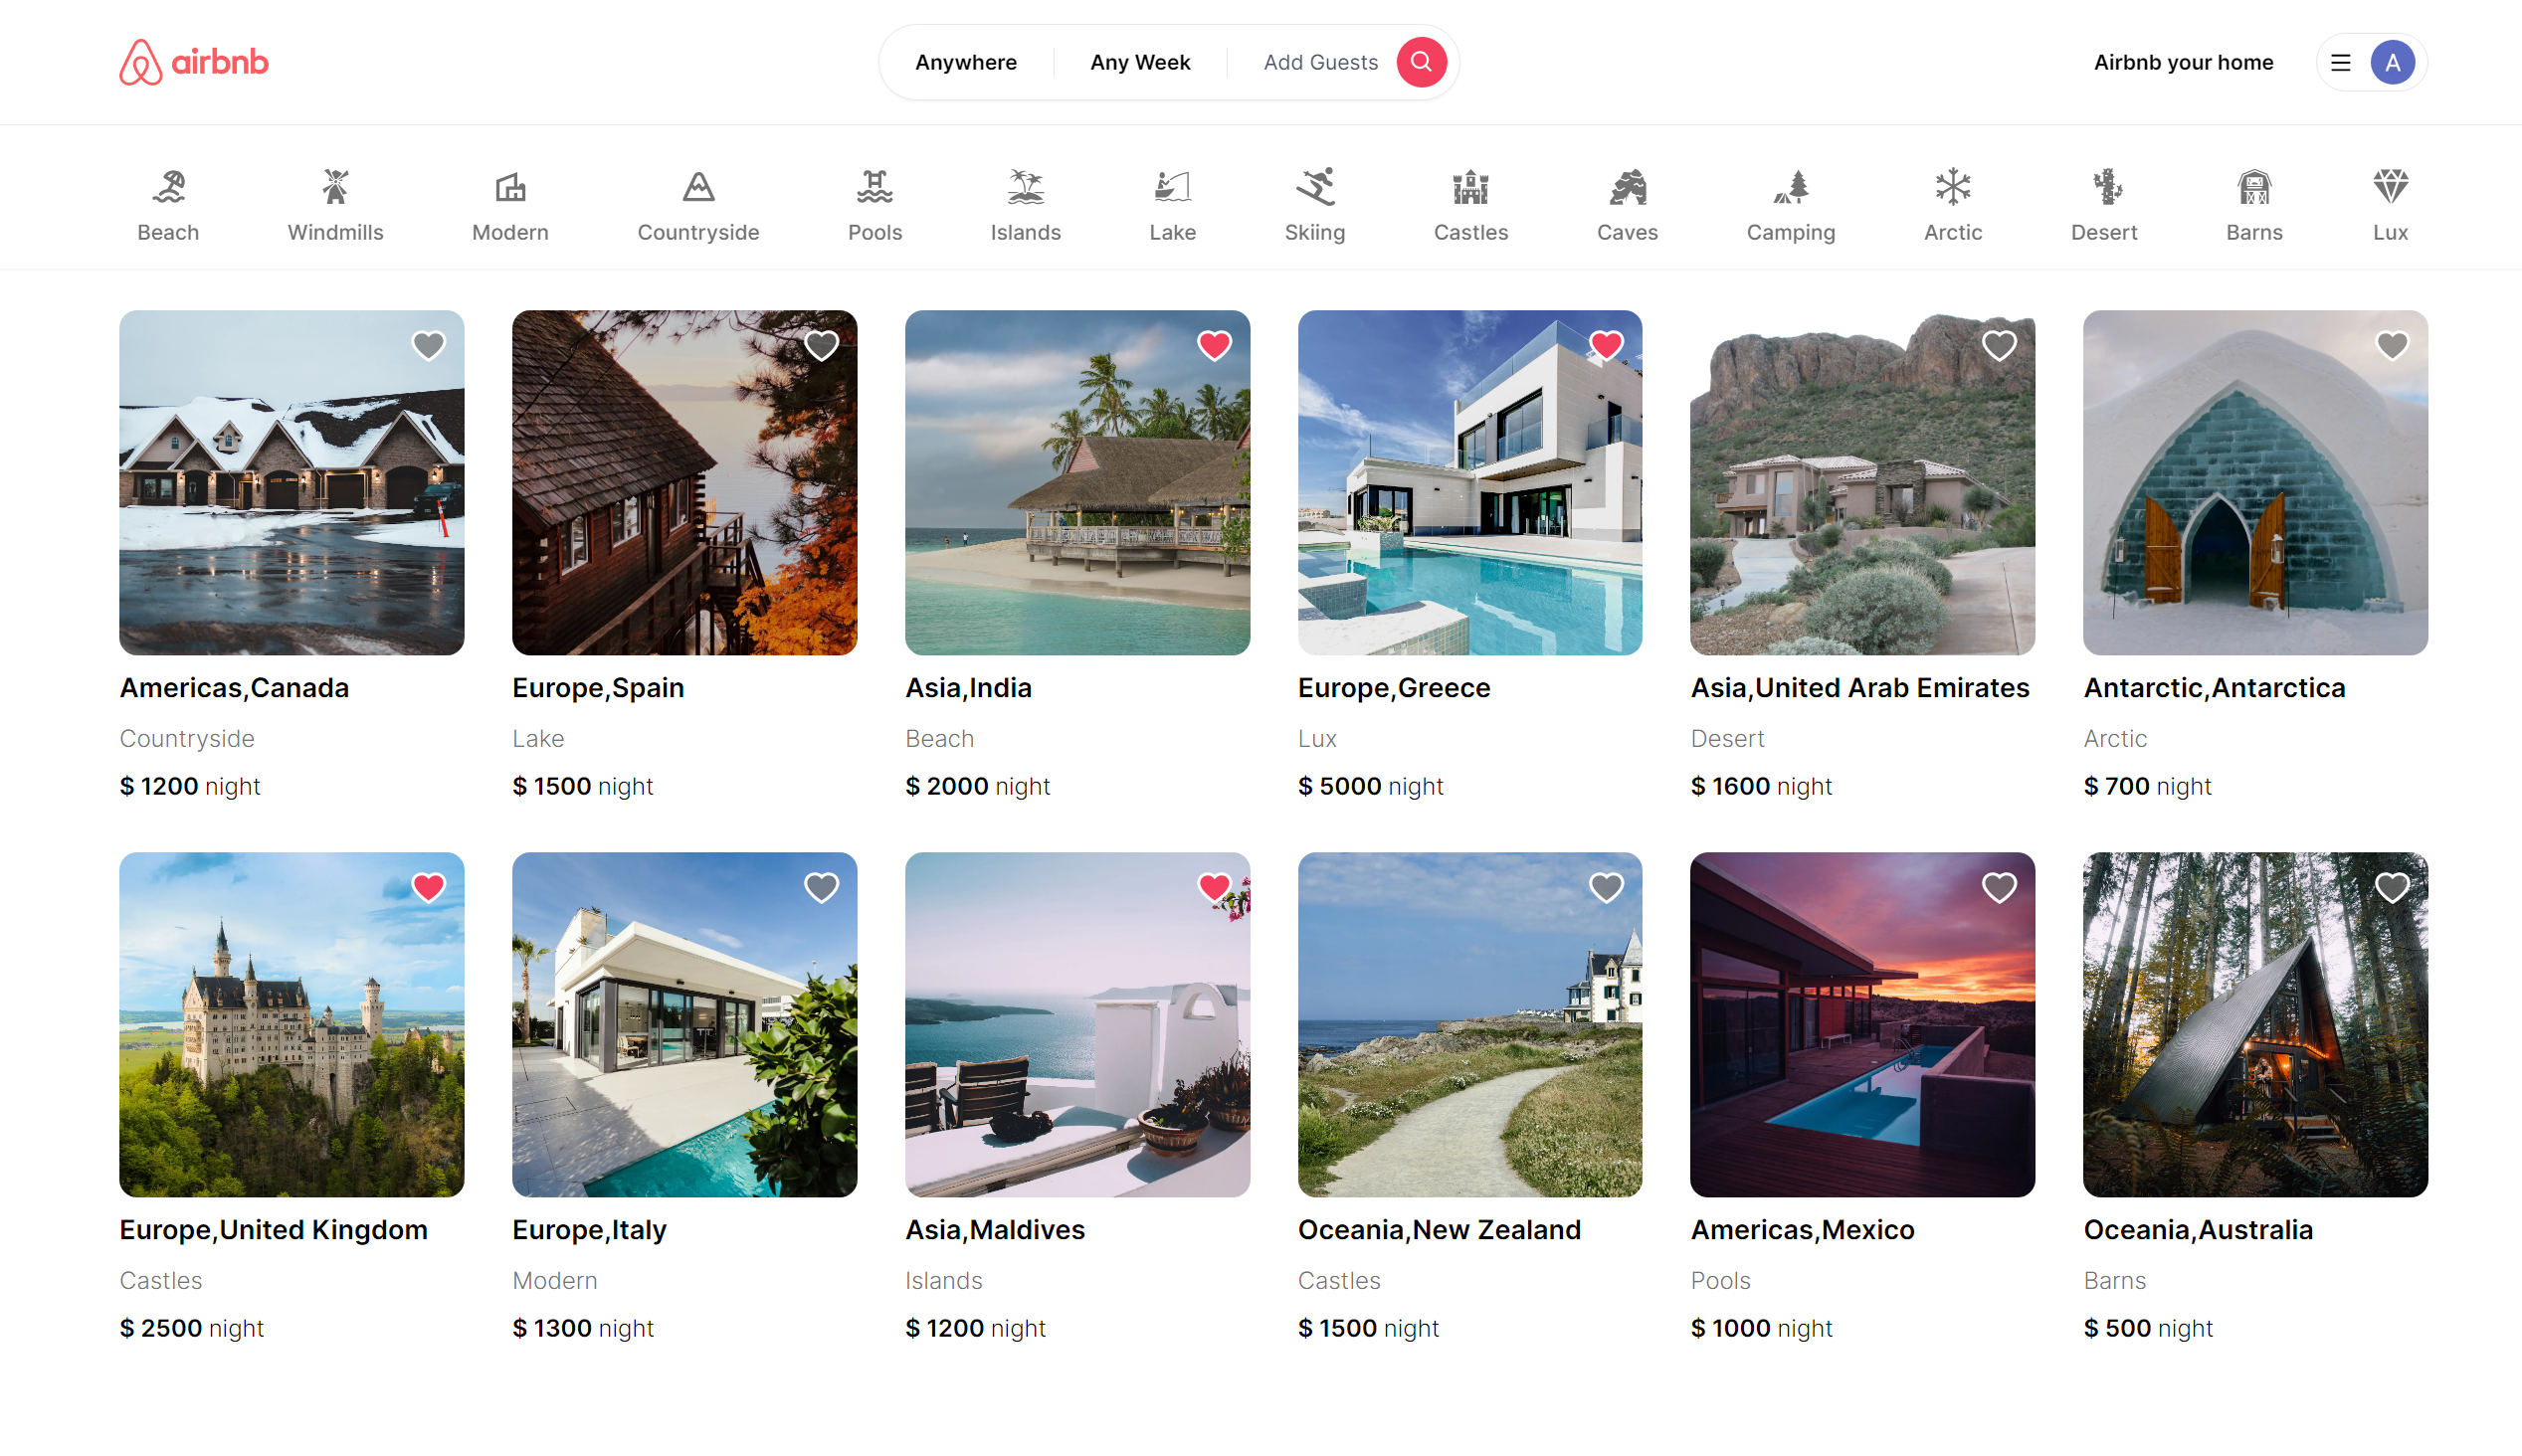 airbnb
Anywhere Any Week Add Guests
Airbnb your home
A
Beach Windmills Modern Countryside Pools Islands Lake Skiing Castles Caves Camping Arctic Desert Barns Lux
Americas,Canada
Countryside
$ 1200 night
Europe,Spain
Lake
$ 1500 night
Asia,India
Beach
$ 2000 night
Europe,Greece
Lux
$ 5000 night
Asia,United Arab Emirates
Desert
$ 1600 night
Antarctic,Antarctica
Arctic
$ 700 night
Europe,United Kingdom
Castles
$ 2500 night
Europe,Italy
Modern
$ 1300 night
Asia,Maldives
Islands
$ 1200 night
Oceania,New Zealand
Castles
$ 1500 night
Americas,Mexico
Pools
$ 1000 night
Oceania,Australia
Barns
$ 500 night